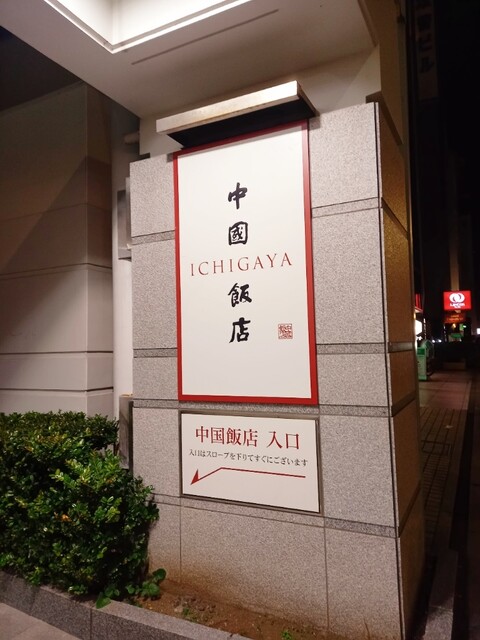 中
國
ICHIGAYA
飯
店
中国飯店 入口
入口はスロープを下りてすぐにございます